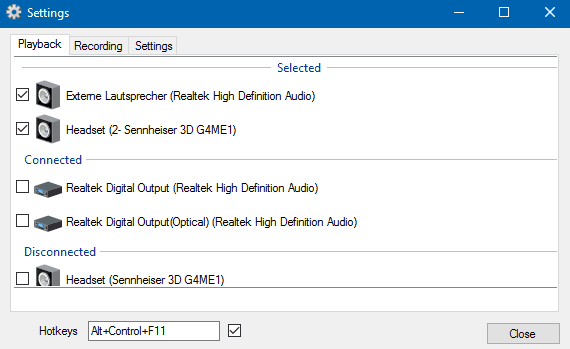 Settings
Playback Recording Settings
Selected
Externe Lautsprecher (Realtek High Definition Audio)
Headset (2- Sennheiser 3D G4ME1)
Connected
Realtek Digital Output (Realtek High Definition Audio)
Realtek Digital Output(Optical) (Realtek High Definition Audio)
Disconnected
Headset (Sennheiser 3D G4ME1)
Hotkeys Alt+Control+F11 Close